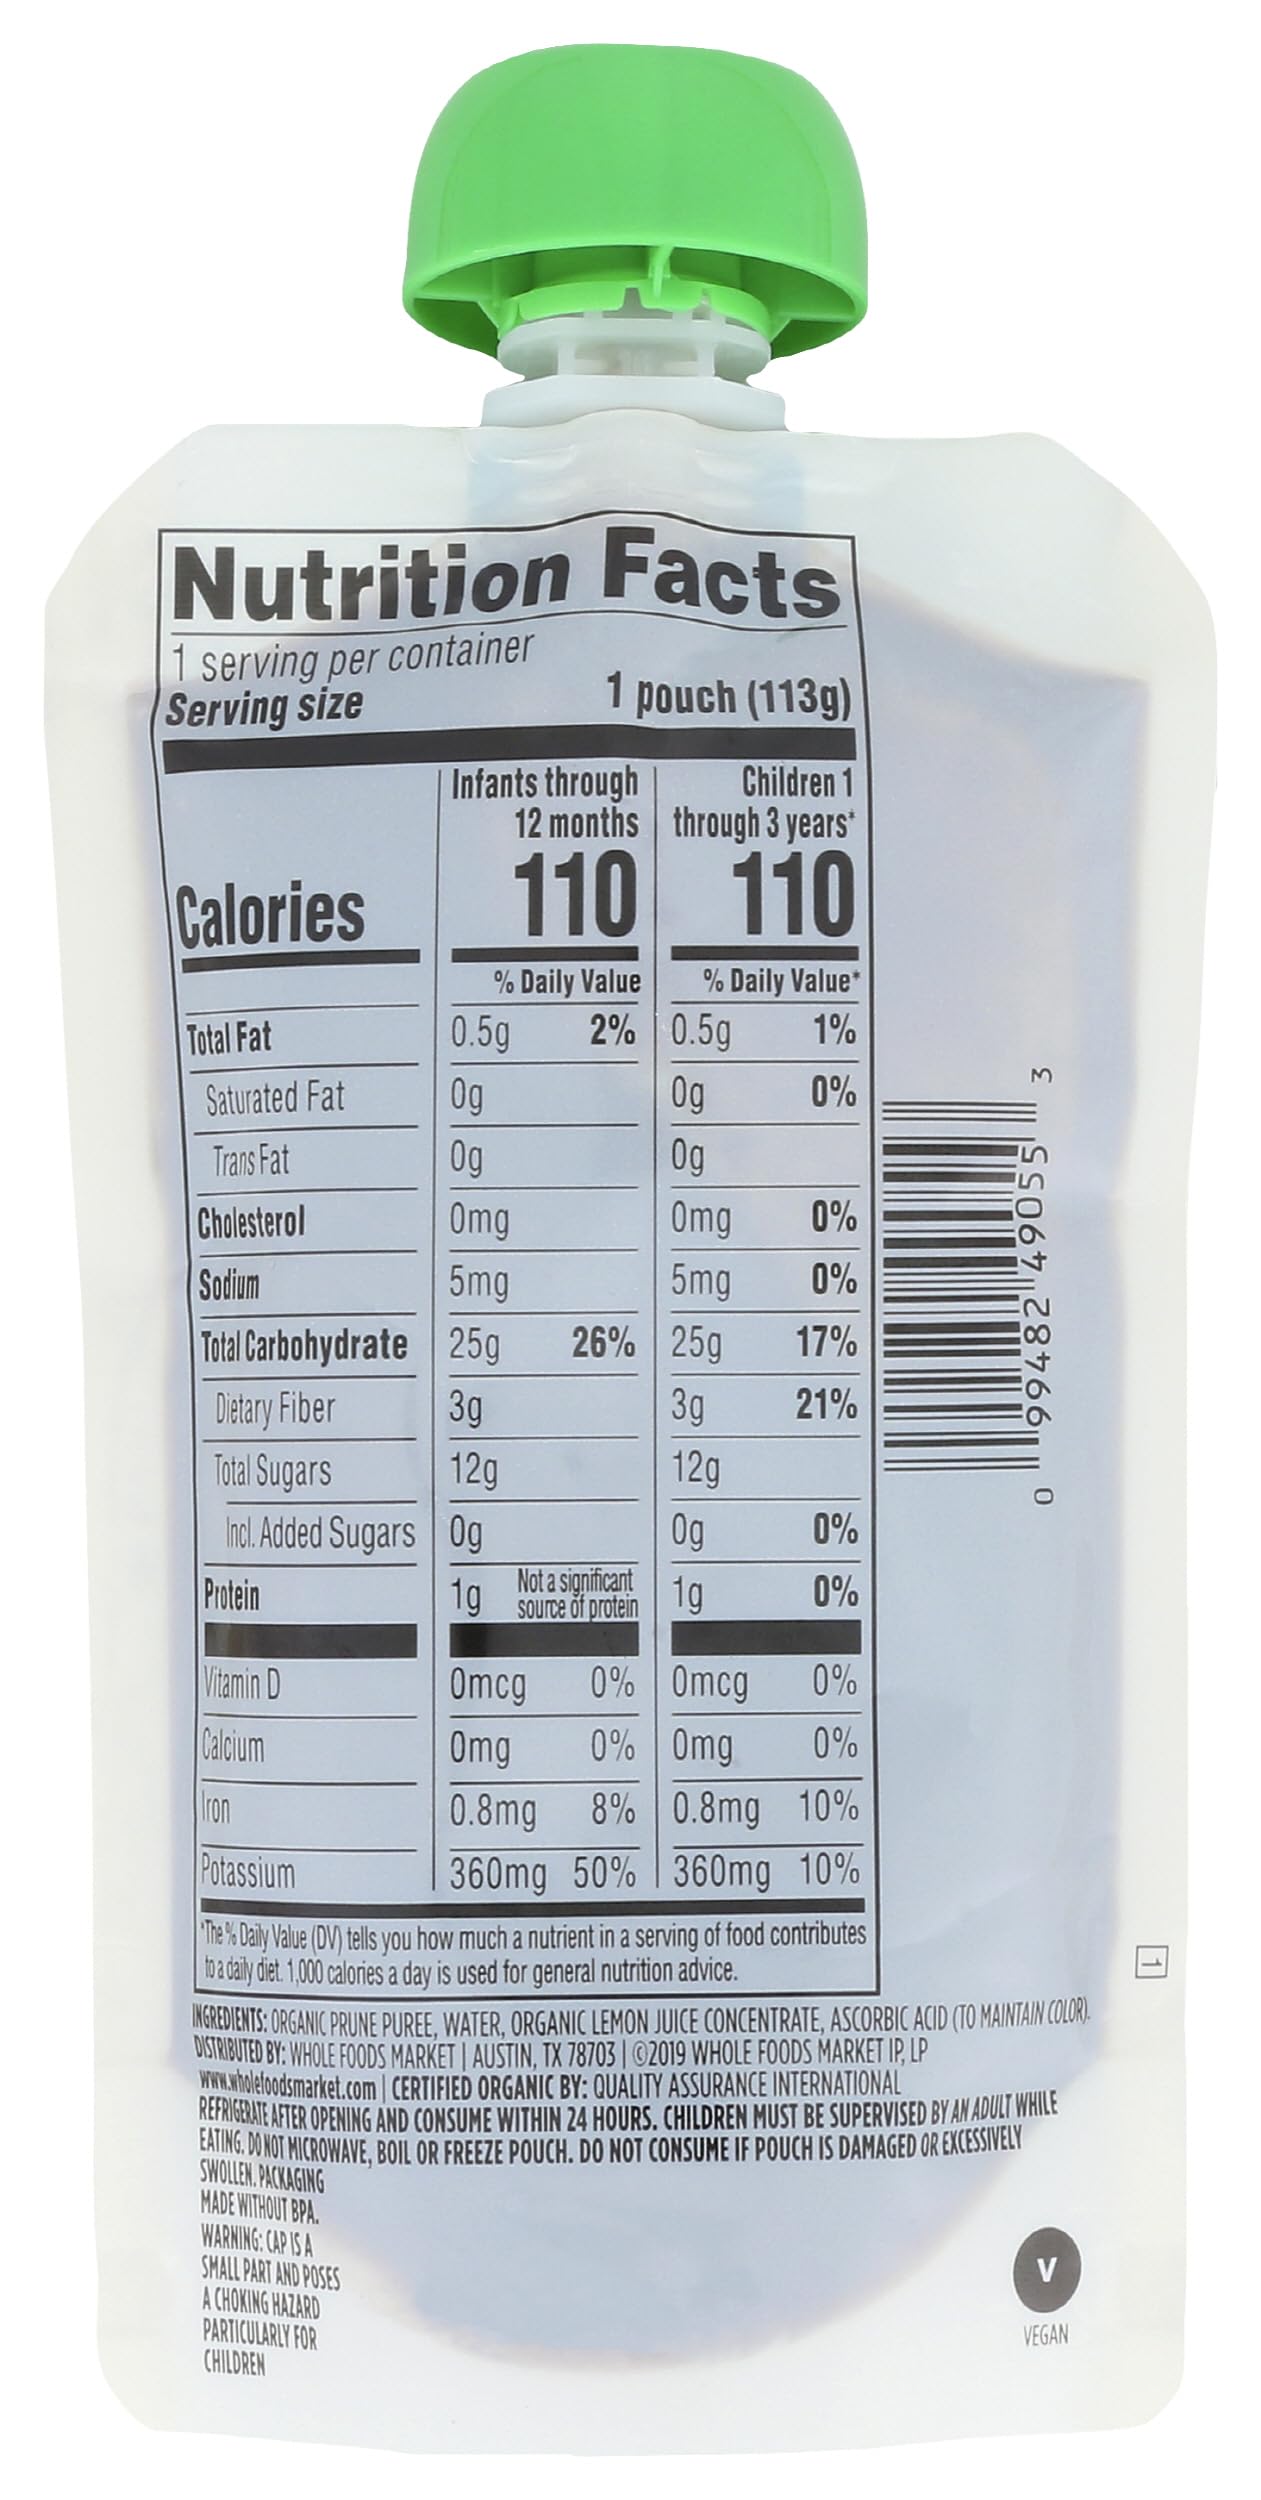 Nutrition Facts
1 serving per container
Serving size 1 pouch (113g)
Infants through 12 months Children 1 through 3 years*
Calories 110 110
% Daily Value % Daily Value*
Total Fat 0.5g 2% 0.5g 1%
Saturated Fat 0g 0g 0%
Trans Fat 0g 0g
Cholesterol 0mg 0mg 0%
Sodium 5mg 5mg 0%
Total Carbohydrate 25g 26% 25g 17%
Dietary Fiber 3g 3g 21%
Total Sugars 12g 12g
Incl. Added Sugars 0g 0g 0%
Protein 1g Not a significant source of protein 1g 0%
Vitamin D 0mcg 0% 0mcg 0%
Calcium 0mg 0% 0mg 0%
Iron 0.8mg 8% 0.8mg 10%
Potassium 360mg 50% 360mg 10%
*The % Daily Value (DV) tells you how much a nutrient in a serving of food contributes
to a daily diet. 1,000 calories a day is used for general nutrition advice.
0 99482 49055 3
1
INGREDIENTS: ORGANIC PRUNE PUREE, WATER, ORGANIC LEMON JUICE CONCENTRATE, ASCORBIC ACID (TO MAINTAIN COLOR).
DISTRIBUTED BY: WHOLE FOODS MARKET | AUSTIN, TX 78703 | ©2019 WHOLE FOODS MARKET IP, LP
www.wholefoodsmarket.com | CERTIFIED ORGANIC BY: QUALITY ASSURANCE INTERNATIONAL
REFRIGERATE AFTER OPENING AND CONSUME WITHIN 24 HOURS. CHILDREN MUST BE SUPERVISED BY AN ADULT WHILE
EATING. DO NOT MICROWAVE, BOIL OR FREEZE POUCH. DO NOT CONSUME IF POUCH IS DAMAGED OR EXCESSIVELY
SWOLLEN. PACKAGING
MADE WITHOUT BPA.
WARNING: CAP IS A
SMALL PART AND POSES
A CHOKING HAZARD
PARTICULARLY FOR
CHILDREN
V
VEGAN